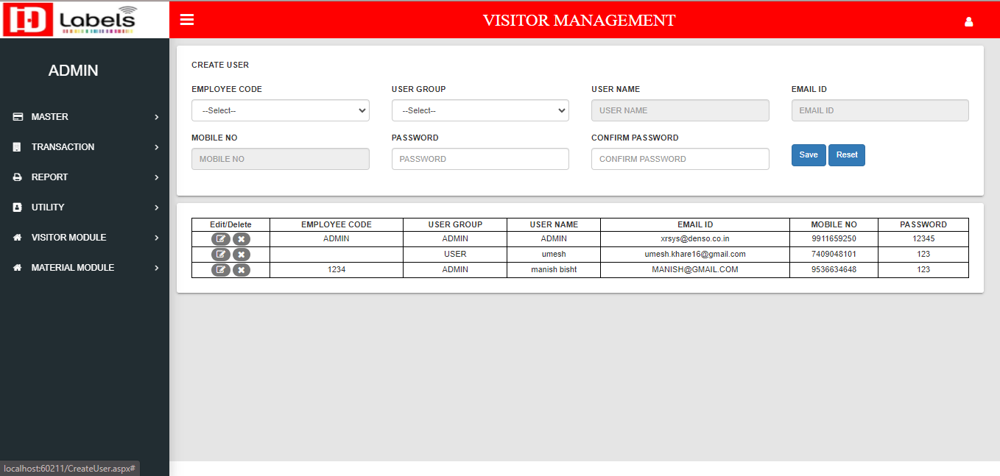 HD Labels
VISITOR MANAGEMENT
ADMIN
MASTER
TRANSACTION
REPORT
UTILITY
VISITOR MODULE
MATERIAL MODULE
CREATE USER
EMPLOYEE CODE USER GROUP USER NAME EMAIL ID
--Select-- --Select-- USER NAME EMAIL ID
MOBILE NO PASSWORD CONFIRM PASSWORD
MOBILE NO PASSWORD CONFIRM PASSWORD Save Reset
Edit/Delete EMPLOYEE CODE USER GROUP USER NAME EMAIL ID MOBILE NO PASSWORD
ADMIN ADMIN ADMIN xrsys@denso.co.in 9911659250 12345
USER umesh umesh.khare16@gmail.com 7409048101 123
1234 ADMIN manish bisht MANISH@GMAIL.COM 9536634648 123
localhost:60211/CreateUser.aspx#